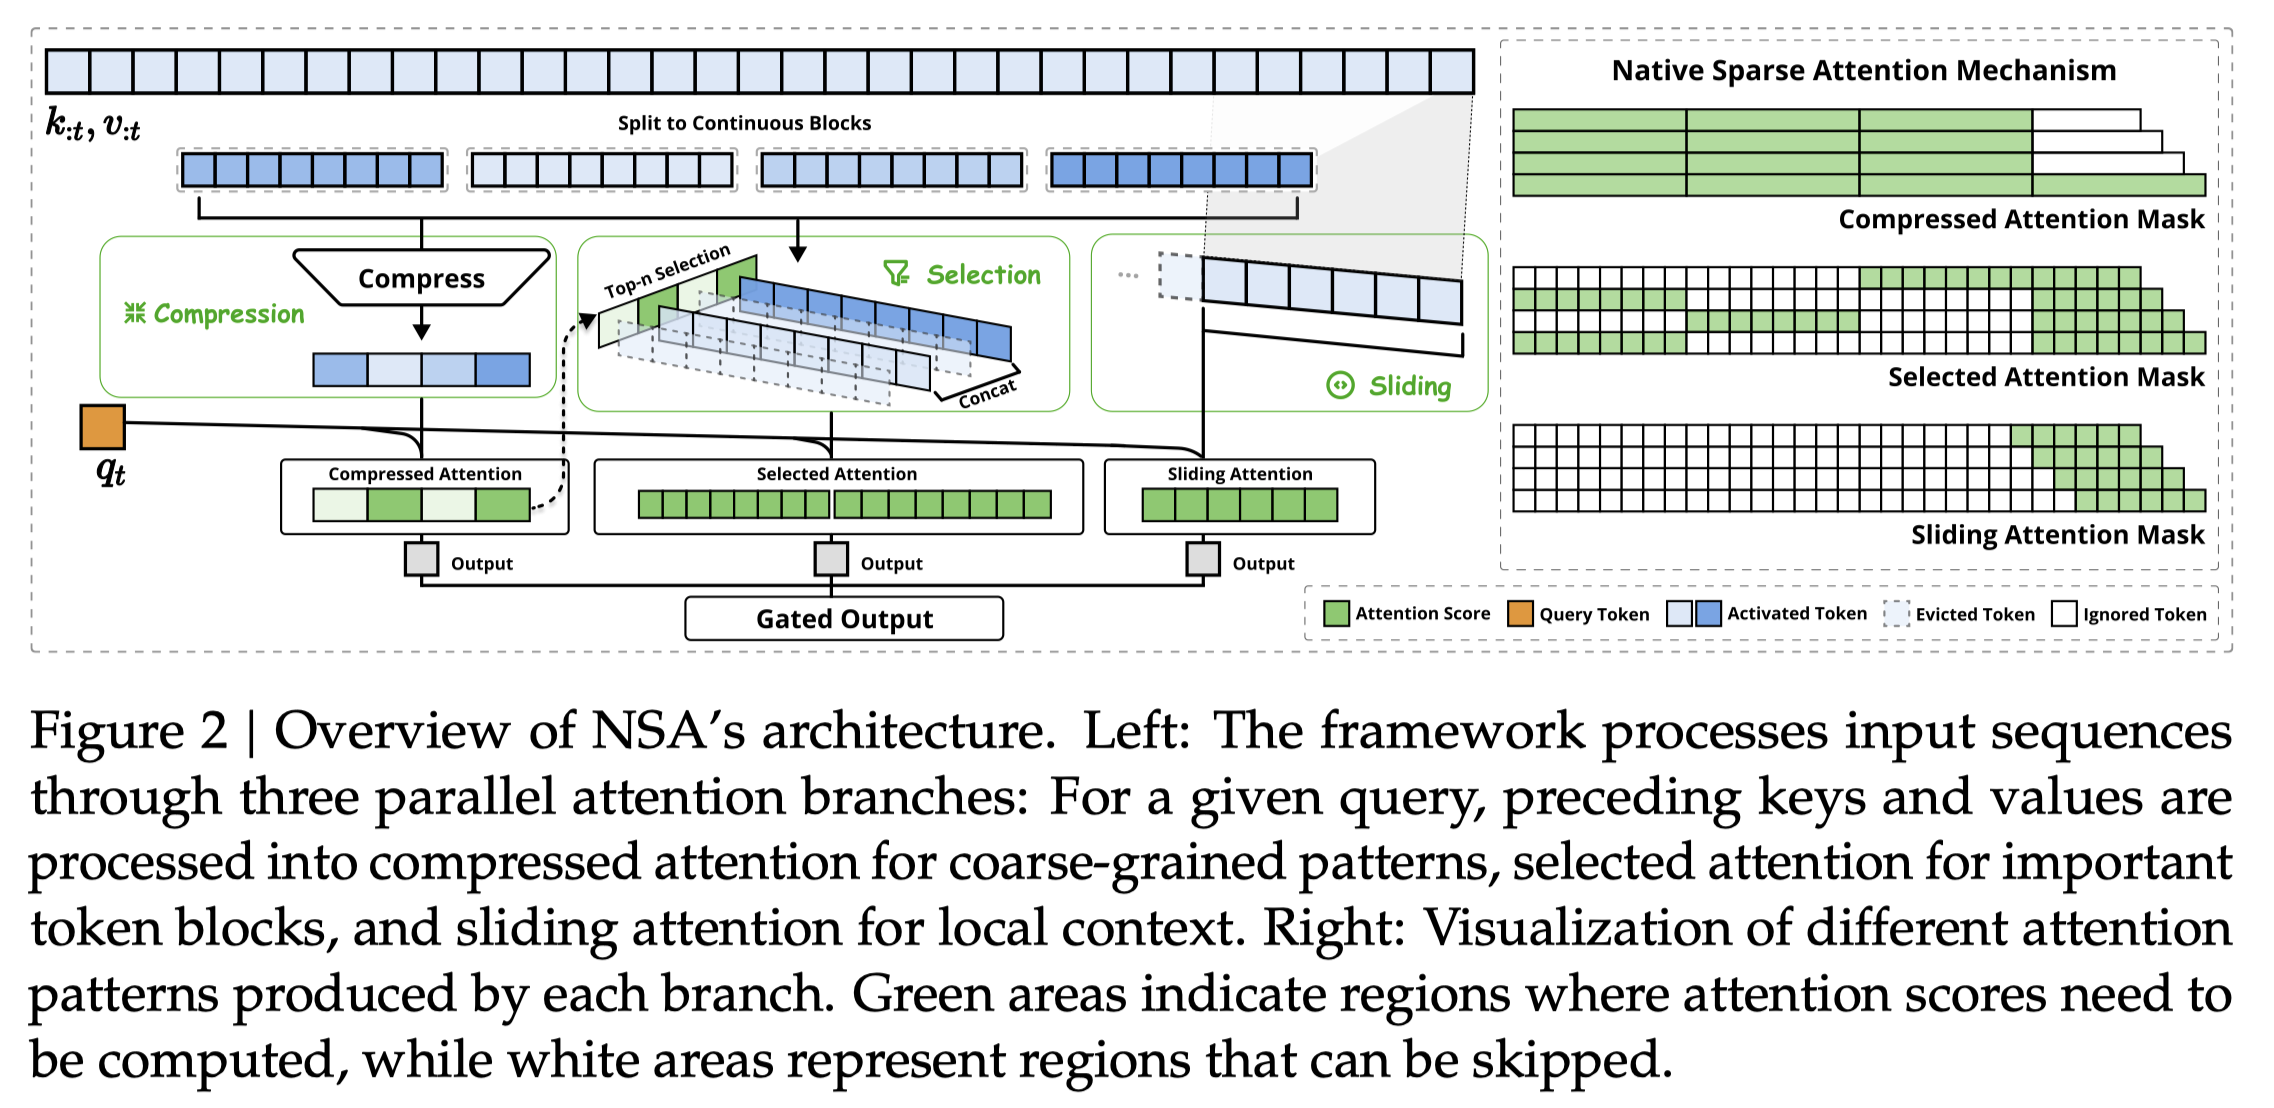 k:t, v:t
Split to Continuous Blocks
Compress
Compression
Top-n Selection
Selection
Concat
Sliding
qt
Compressed Attention
Selected Attention
Sliding Attention
Output
Output
Output
Gated Output
Native Sparse Attention Mechanism
Compressed Attention Mask
Selected Attention Mask
Sliding Attention Mask
Attention Score
Query Token
Activated Token
Evicted Token
Ignored Token
Figure 2 | Overview of NSA’s architecture. Left: The framework processes input sequences
through three parallel attention branches: For a given query, preceding keys and values are
processed into compressed attention for coarse-grained patterns, selected attention for important
token blocks, and sliding attention for local context. Right: Visualization of different attention
patterns produced by each branch. Green areas indicate regions where attention scores need to
be computed, while white areas represent regions that can be skipped.